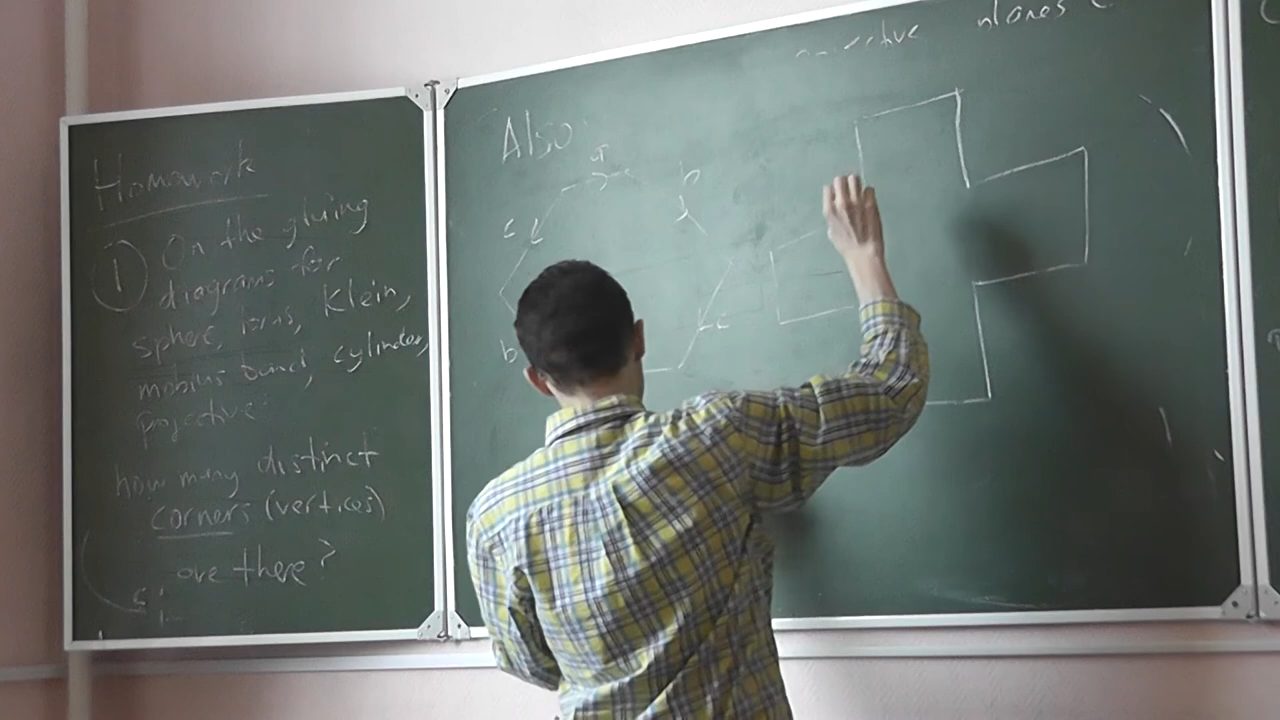 Homework
① On the gluing
diagrams for
sphere, torus, Klein,
mobius band, cylinder,
projective
how many distinct
corners (vertices)
are there?
Also
a
b
c
b
c
planes